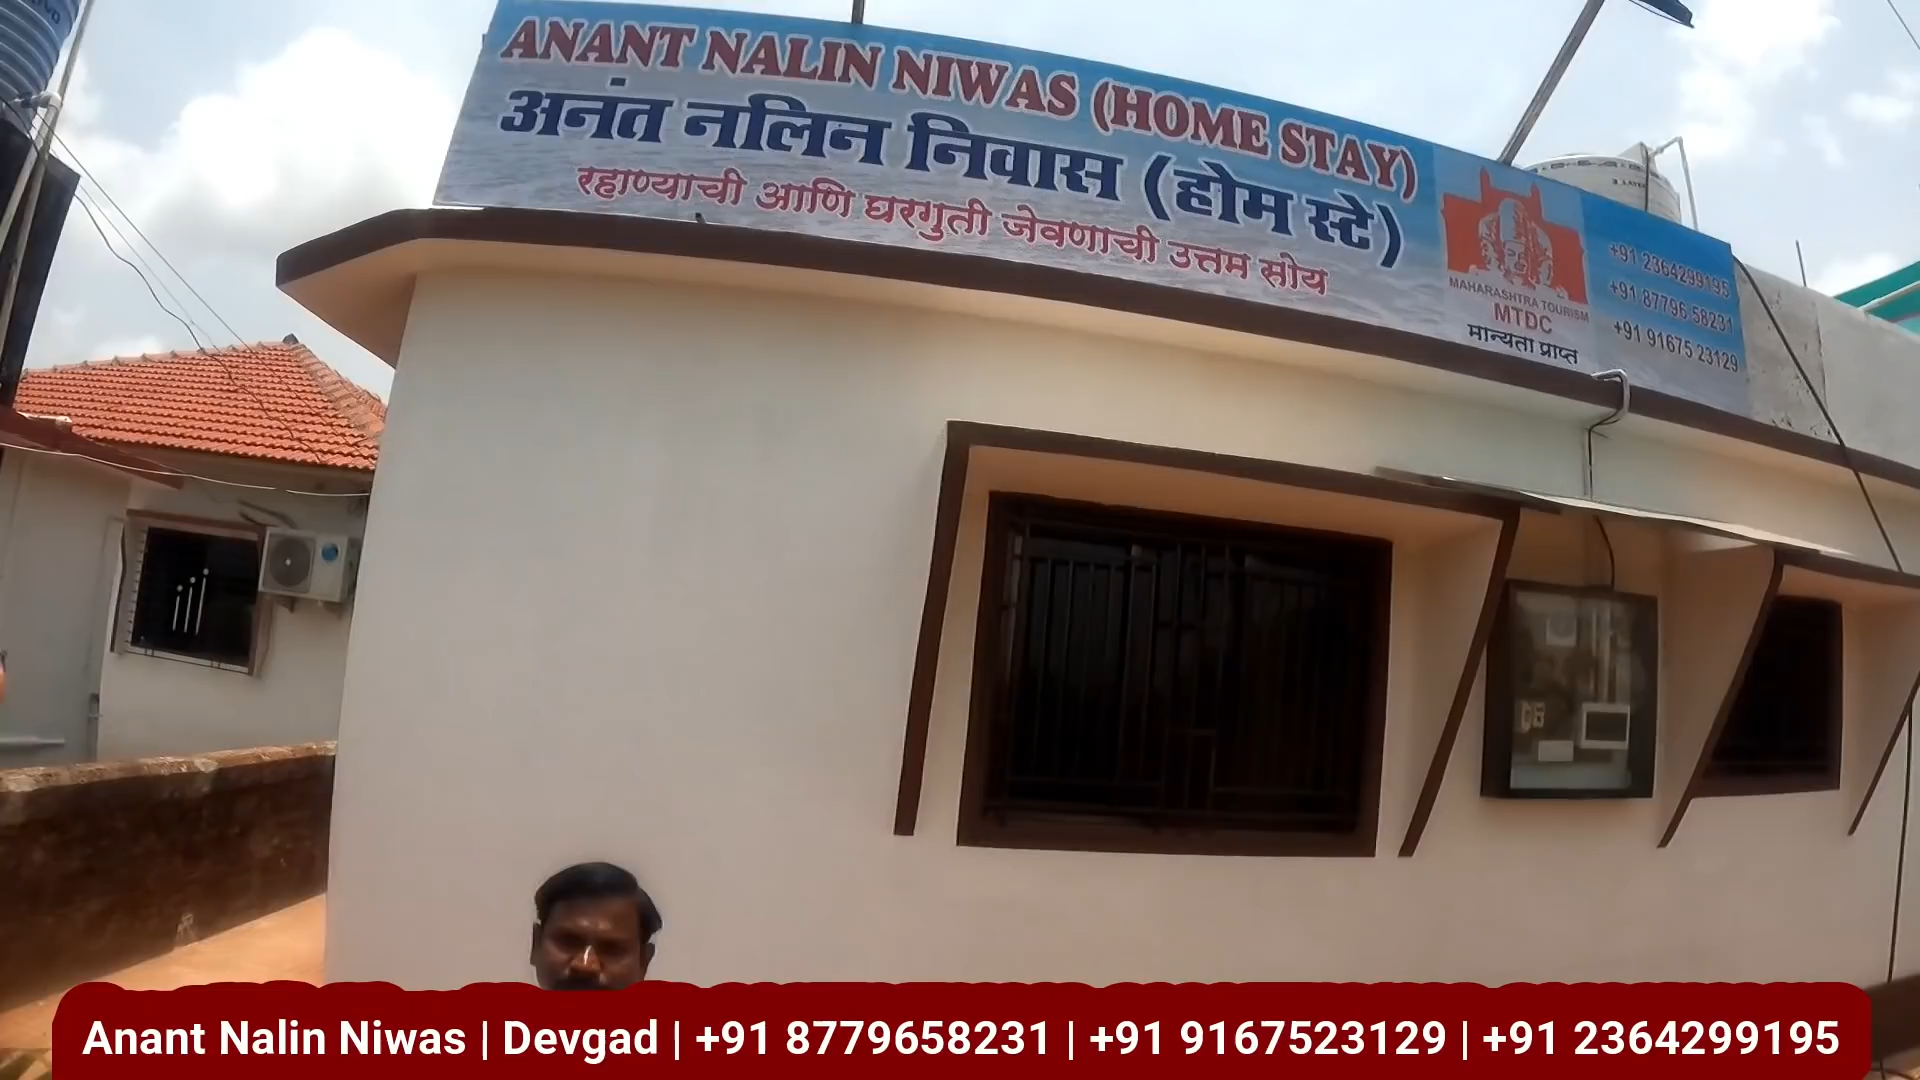 ANANT NALIN NIWAS (HOME STAY)
अनंत नलिन निवास (होम स्टे)
रहाण्याची आणि घरगुती जेवणाची उत्तम सोय
MAHARASHTRA TOURISM
MTDC
मान्यता प्राप्त
+91 2364299195
+91 87796 58231
+91 91675 23129
Anant Nalin Niwas | Devgad | +91 8779658231 | +91 9167523129 | +91 2364299195